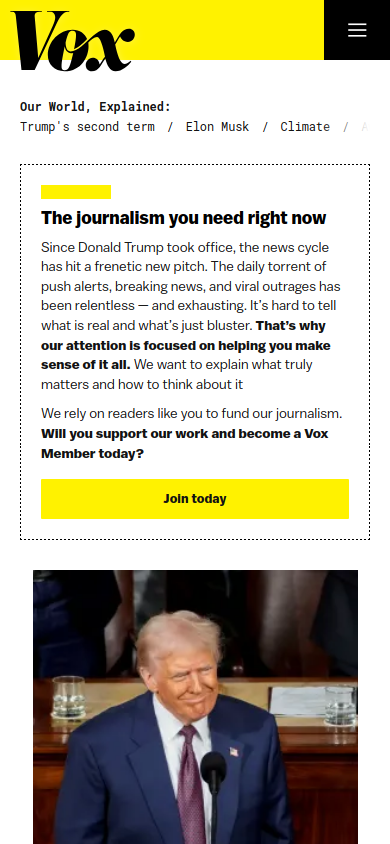 Vox
Our World, Explained:
Trump's second term / Elon Musk / Climate /
The journalism you need right now
Since Donald Trump took office, the news cycle
has hit a frenetic new pitch. The daily torrent of
push alerts, breaking news, and viral outrages has
been relentless — and exhausting. It's hard to tell
what is real and what's just bluster. That's why
our attention is focused on helping you make
sense of it all. We want to explain what truly
matters and how to think about it
We rely on readers like you to fund our journalism.
Will you support our work and become a Vox
Member today?
Join today